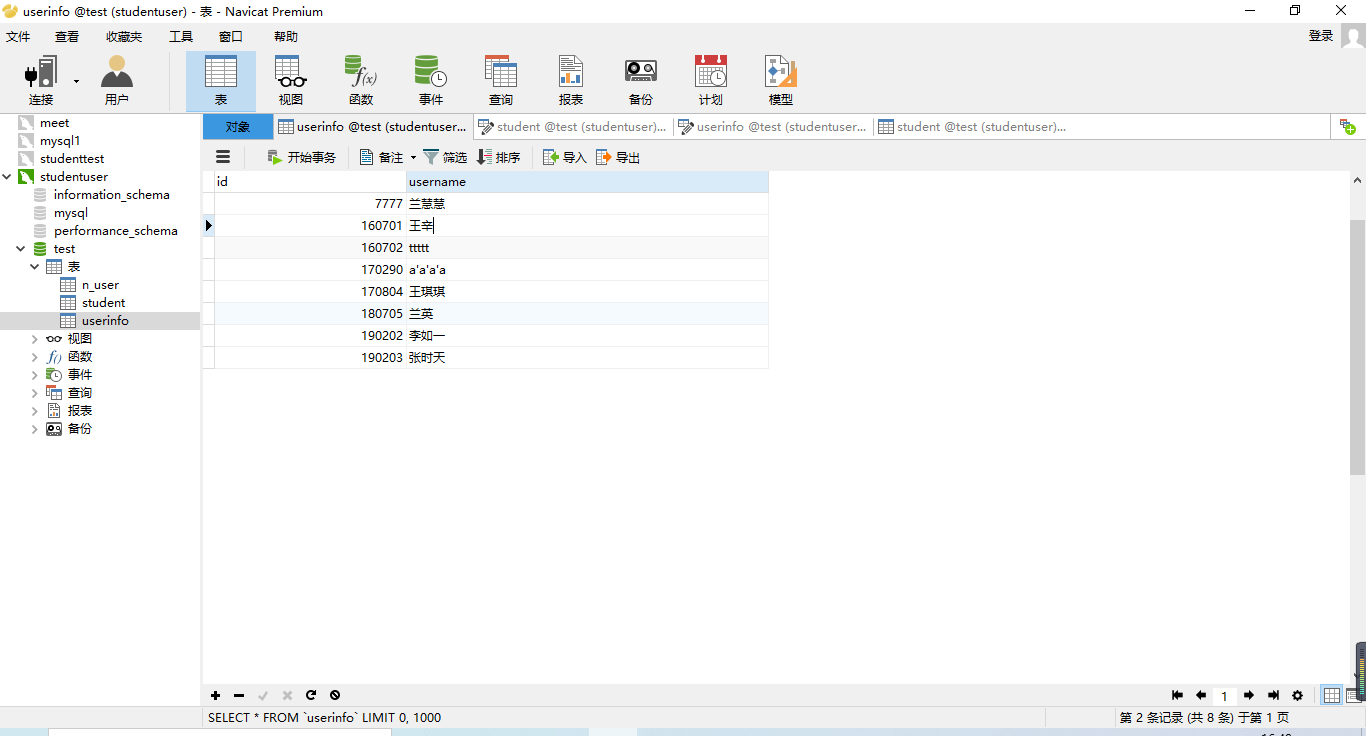 userinfo @test (studentuser) - 表 - Navicat Premium
文件 查看 收藏夹 工具 窗口 帮助 登录
连接 用户 表 视图 函数 事件 查询 报表 备份 计划 模型
meet
mysql1
studenttest
studentuser
information_schema
mysql
performance_schema
test
表
n_user
student
userinfo
视图
函数
事件
查询
报表
备份
对象 userinfo @test (studentuser... student @test (studentuser)... userinfo @test (studentuser... student @test (studentuser)...
开始事务 备注 筛选 排序 导入 导出
id username
7777 兰慧慧
160701 王辛
160702 ttttt
170290 a'a'a'a
170804 王琪琪
180705 兰英
190202 李如一
190203 张时天
1
SELECT * FROM `userinfo` LIMIT 0, 1000 第 2 条记录 (共 8 条) 于第 1 页